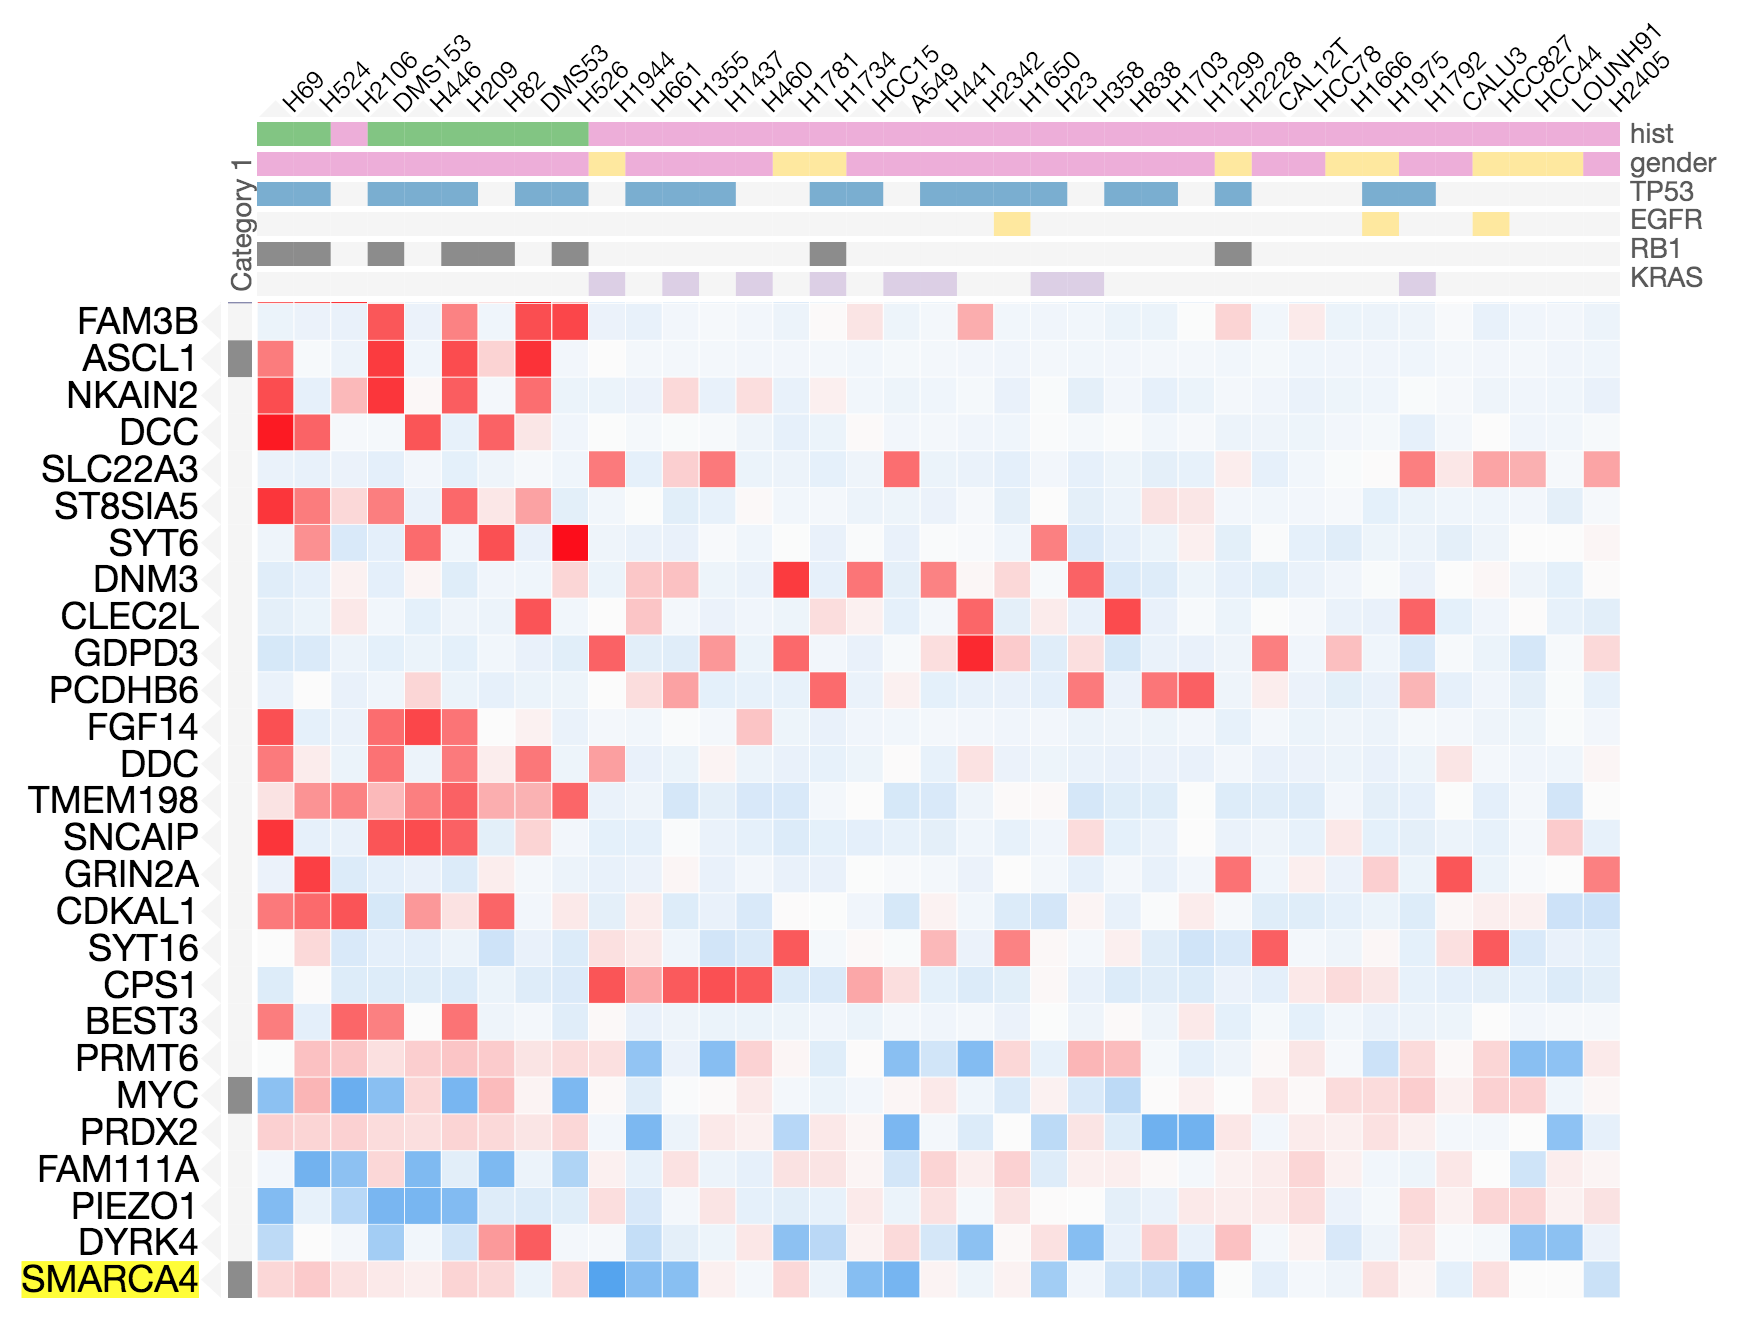 H69
H524
H2106
DMS153
H446
H209
H82
DMS53
H526
H1944
H661
H1355
H1437
H460
H1781
H1734
HCC15
A549
H441
H2342
H1650
H23
H358
H838
H1703
H1299
H2228
CAL12T
HCC78
H1666
H1975
H1792
CALU3
HCC827
HCC44
LOUNH91
H2405
hist
gender
TP53
EGFR
RB1
KRAS
Category 1
FAM3B
ASCL1
NKAIN2
DCC
SLC22A3
ST8SIA5
SYT6
DNM3
CLEC2L
GDPD3
PCDHB6
FGF14
DDC
TMEM198
SNCAIP
GRIN2A
CDKAL1
SYT16
CPS1
BEST3
PRMT6
MYC
PRDX2
FAM111A
PIEZO1
DYRK4
SMARCA4